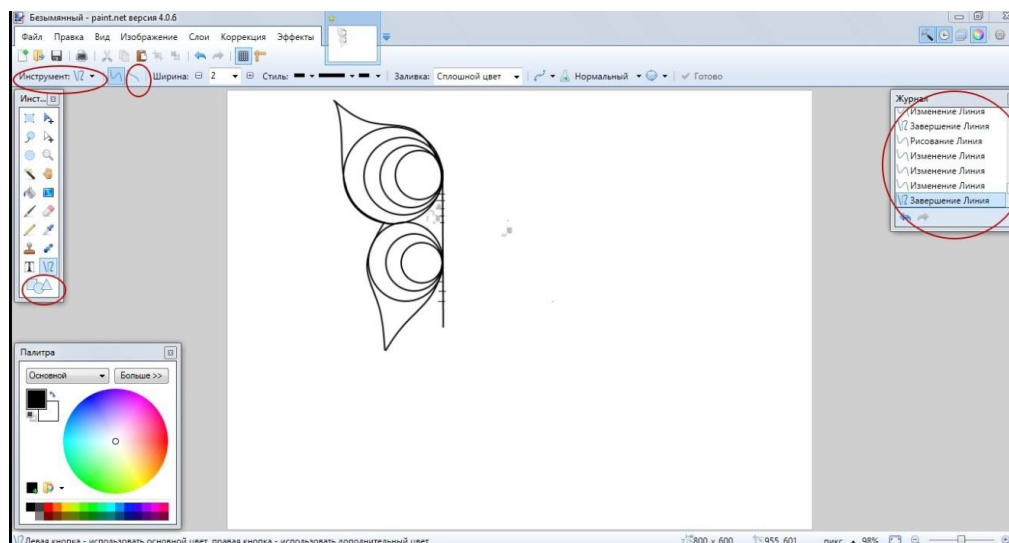 Безымянный - paint.net версия 4.0.6
Файл Правка Вид Изображение Слои Коррекция Эффекты
Инструмент: Ширина: 2 Стиль: Заливка: Сплошной цвет Нормальный Готово
Инст...
T
Журнал
Изменение Линия
Завершение Линия
Рисование Линия
Изменение Линия
Изменение Линия
Изменение Линия
Завершение Линия
Палитра
Основной Больше >>
Левая кнопка - использовать основной цвет, правая кнопка - использовать дополнительный цвет 800 × 600 955, 601 пикс 98%